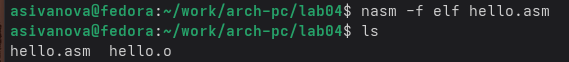 asivanova@fedora:~/work/arch-pc/lab04$ nasm -f elf hello.asm
asivanova@fedora:~/work/arch-pc/lab04$ ls
hello.asm  hello.o